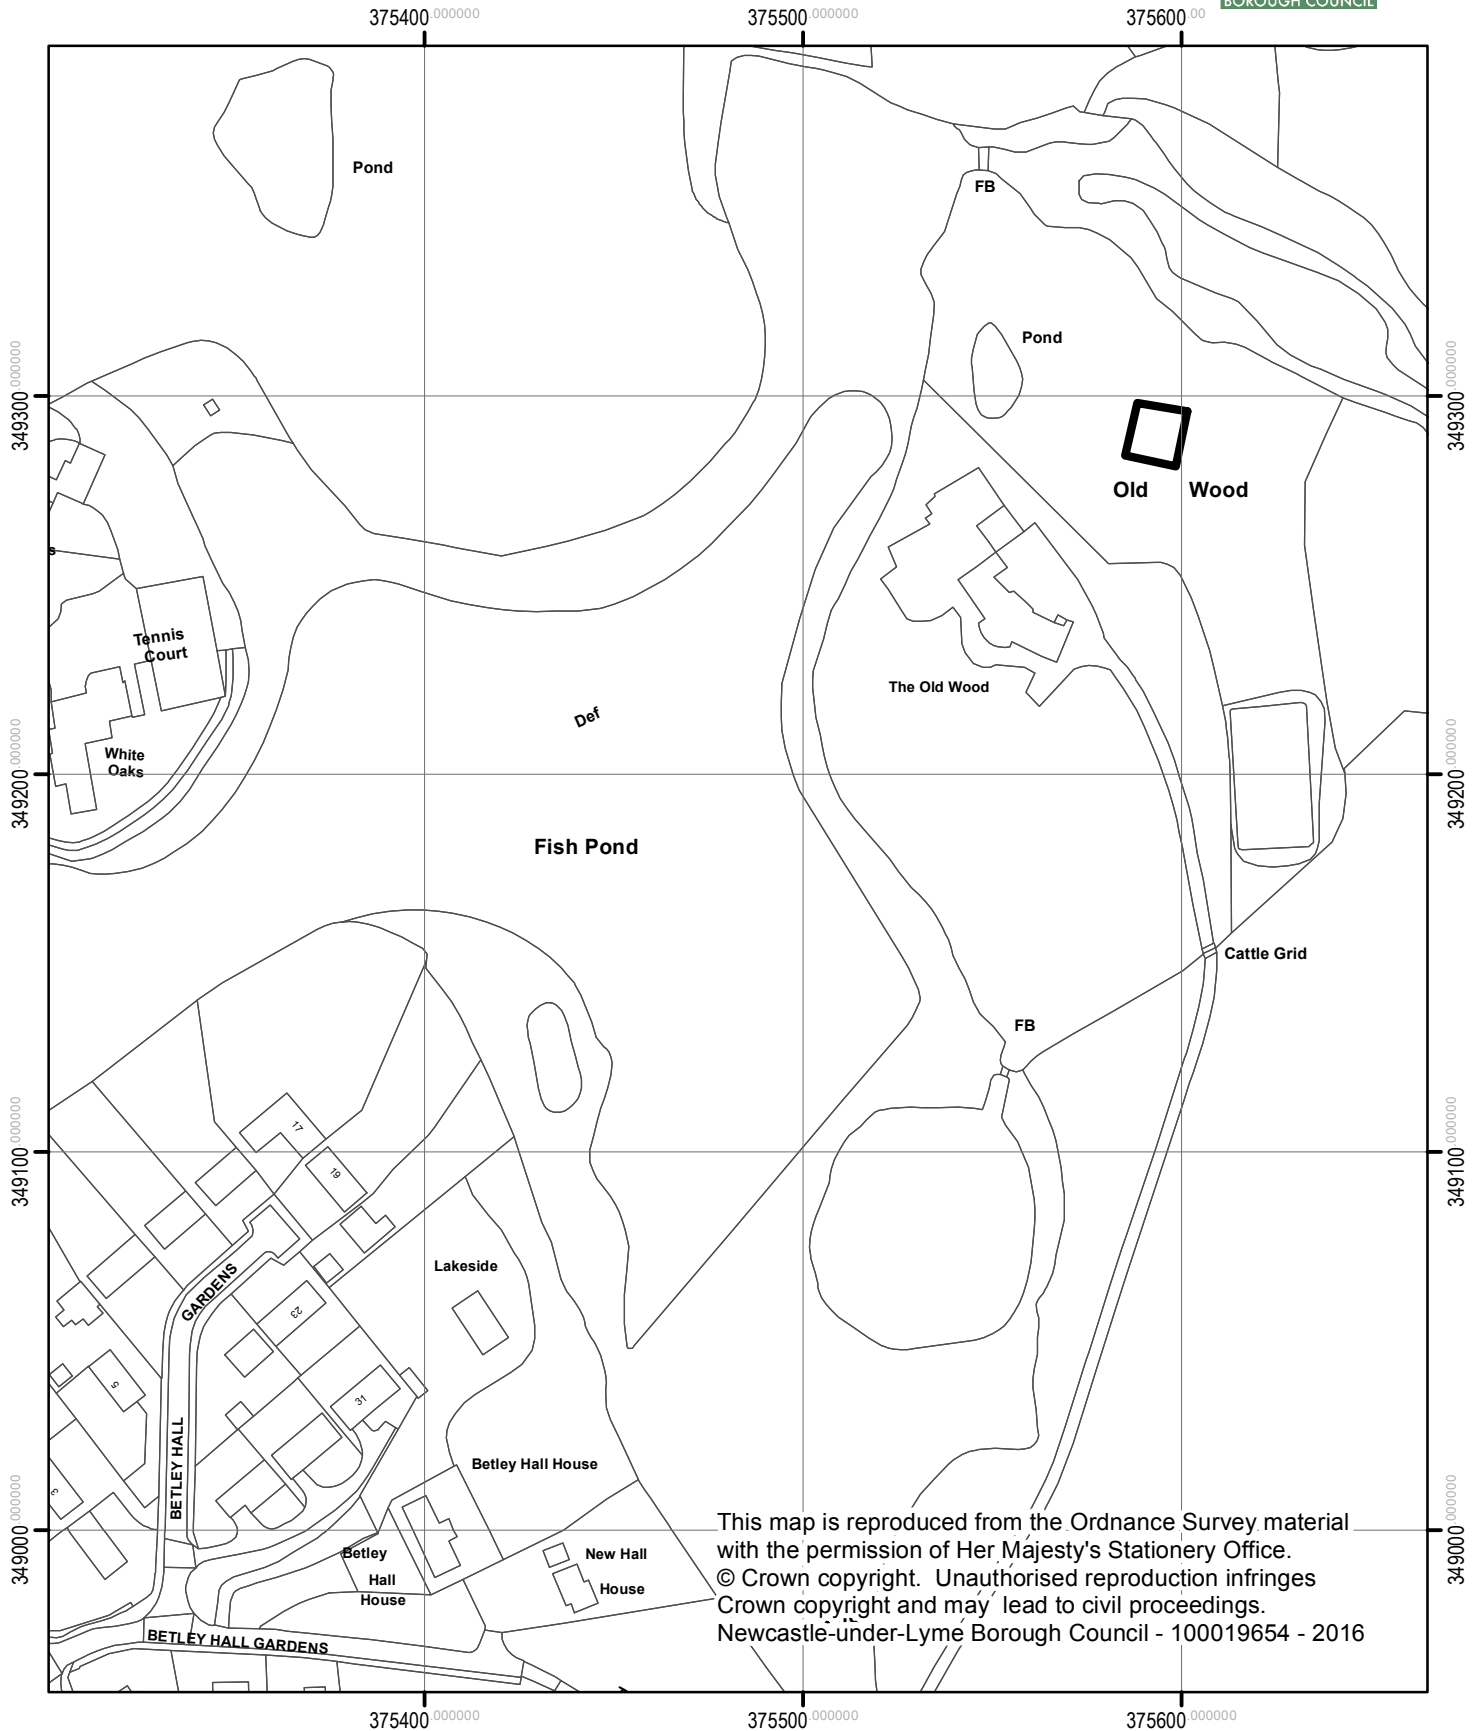 BOROUGH COUNCIL
375400.000000
375500.000000
375600.00
Pond
FB
Pond
349300.000000
349300.000000
Old Wood
s
Tennis
Court
The Old Wood
Def
White
Oaks
349200.000000
349200.000000
Fish Pond
Cattle Grid
FB
17
349100.000000
349100.000000
19
Lakeside
GARDENS
23
5
31
BETLEY HALL
Betley Hall House
3
349000.000000
349000.000000
This map is reproduced from the Ordnance Survey material
with the permission of Her Majesty's Stationery Office.
© Crown copyright. Unauthorised reproduction infringes
Crown copyright and may lead to civil proceedings.
Newcastle-under-Lyme Borough Council - 100019654 - 2016
Betley
Hall
House
New Hall
House
BETLEY HALL GARDENS
375400.000000
375500.000000
375600.000000